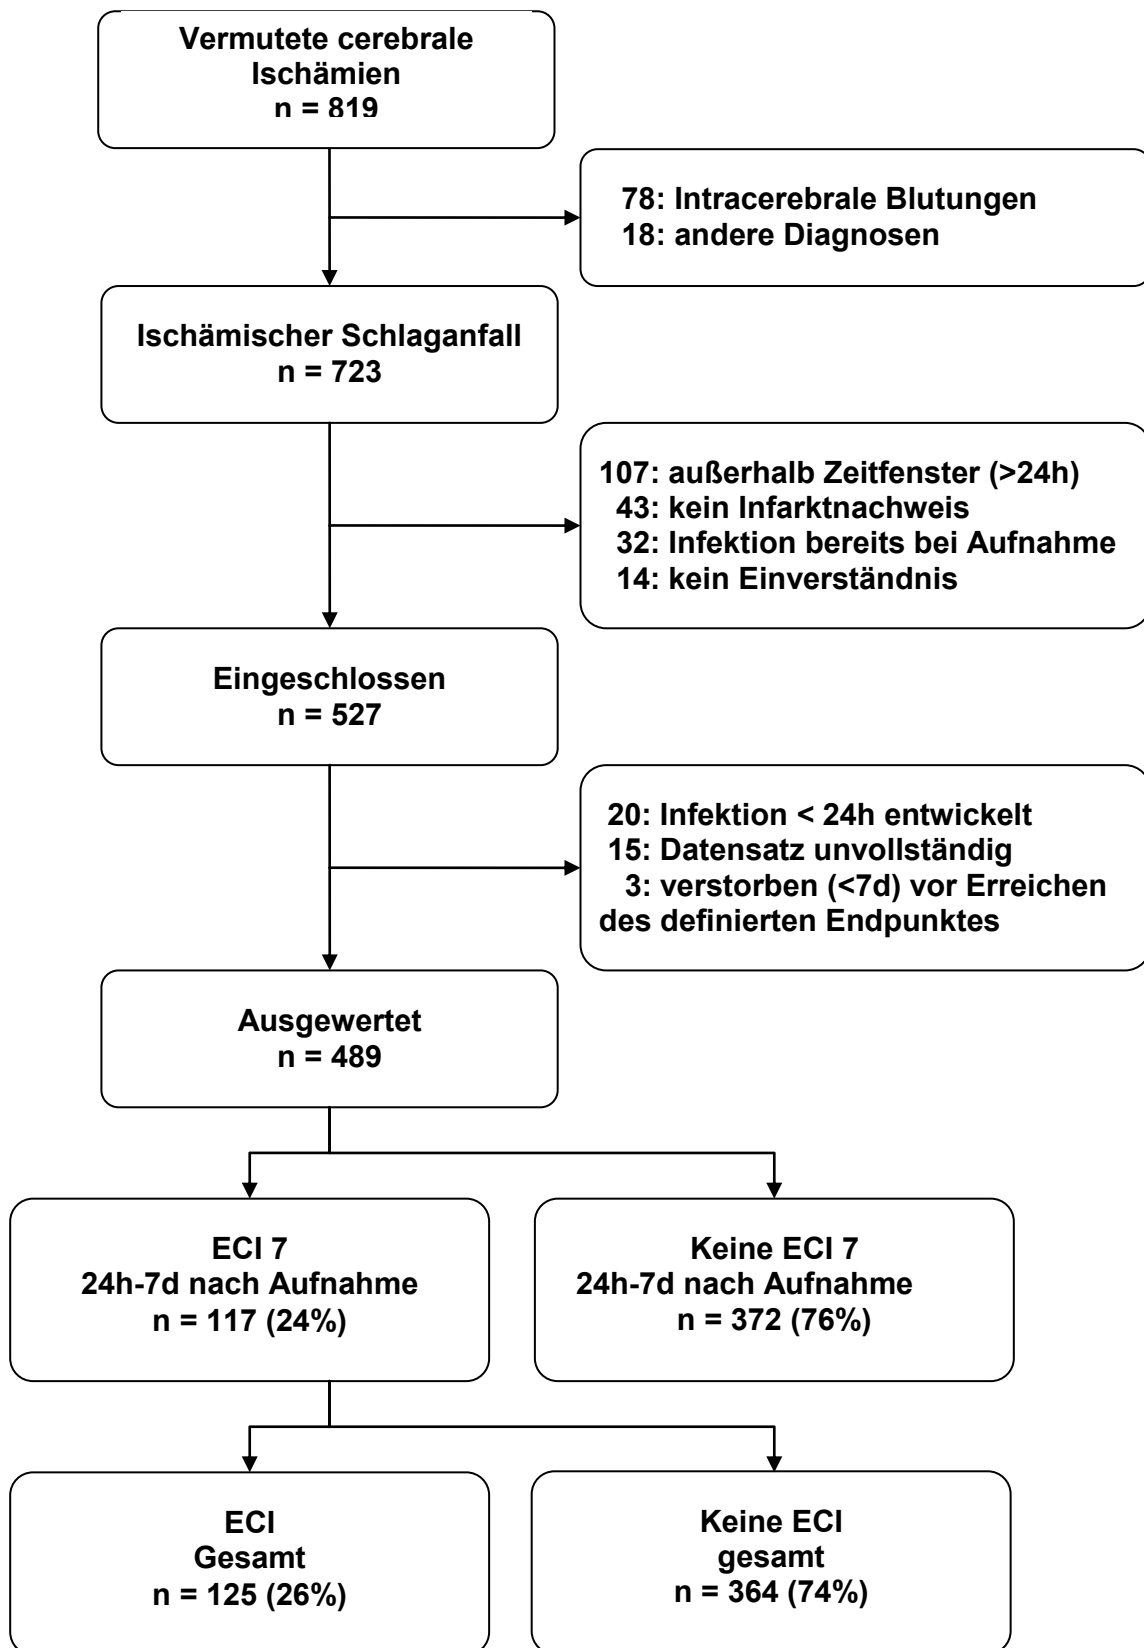 Vermutete cerebrale
Ischämien
n = 819
78: Intracerebrale Blutungen
18: andere Diagnosen
Ischämischer Schlaganfall
n = 723
107: außerhalb Zeitfenster (>24h)
43: kein Infarktnachweis
32: Infektion bereits bei Aufnahme
14: kein Einverständnis
Eingeschlossen
n = 527
20: Infektion < 24h entwickelt
15: Datensatz unvollständig
3: verstorben (<7d) vor Erreichen
des definierten Endpunktes
Ausgewertet
n = 489
ECI 7
24h-7d nach Aufnahme
n = 117 (24%)
Keine ECI 7
24h-7d nach Aufnahme
n = 372 (76%)
ECI
Gesamt
n = 125 (26%)
Keine ECI
gesamt
n = 364 (74%)